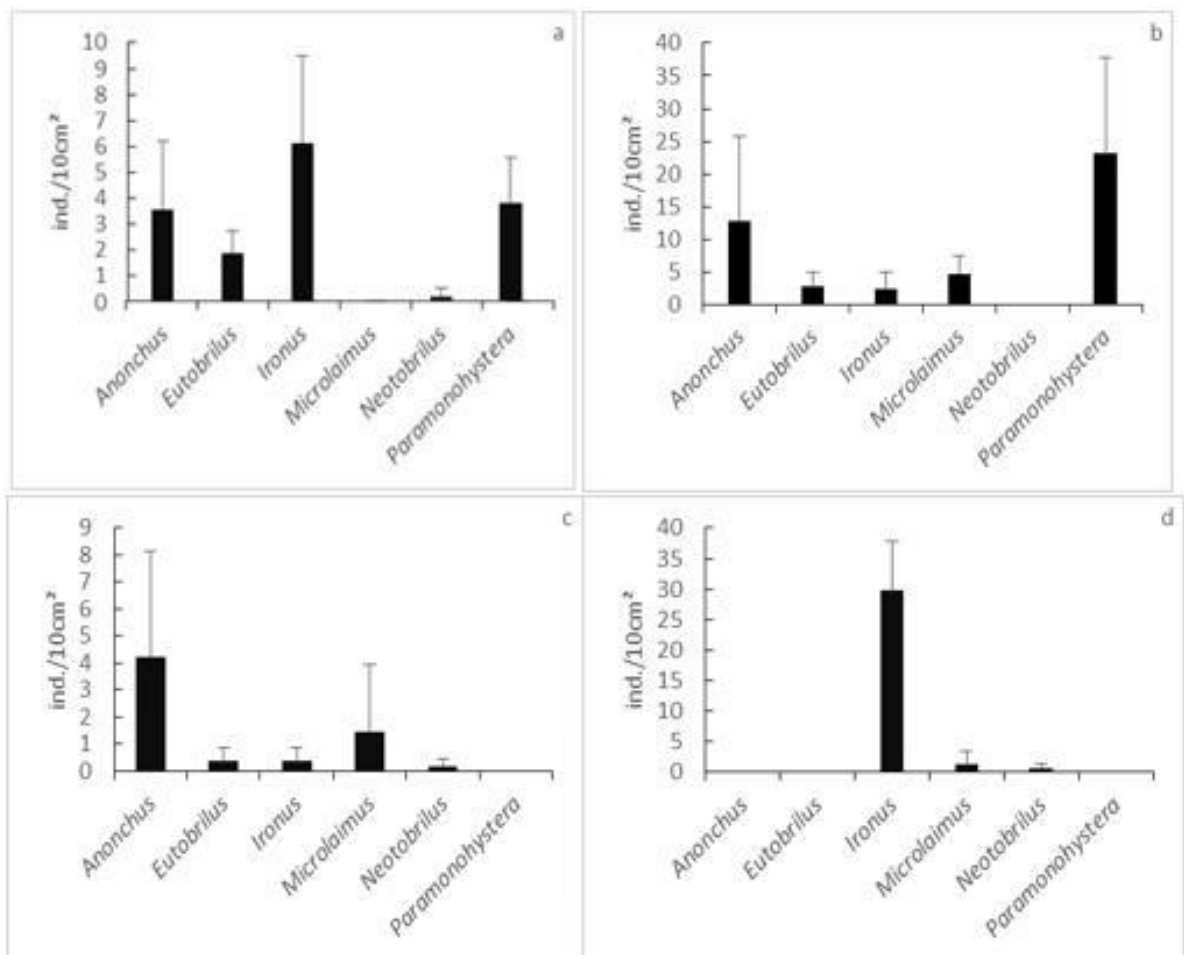 a
10
9
8
7
6
5
4
3
2
1
0
ind./10cm²
Anonchus
Eutobrilus
Ironus
Microlaimus
Neotobrilus
Paramonohystera
b
40
35
30
25
20
15
10
5
0
ind./10cm²
Anonchus
Eutobrilus
Ironus
Microlaimus
Neotobrilus
Paramonohystera
c
9
8
7
6
5
4
3
2
1
0
ind./10cm²
Anonchus
Eutobrilus
Ironus
Microlaimus
Neotobrilus
Paramonohystera
d
40
35
30
25
20
15
10
5
0
ind./10cm²
Anonchus
Eutobrilus
Ironus
Microlaimus
Neotobrilus
Paramonohystera